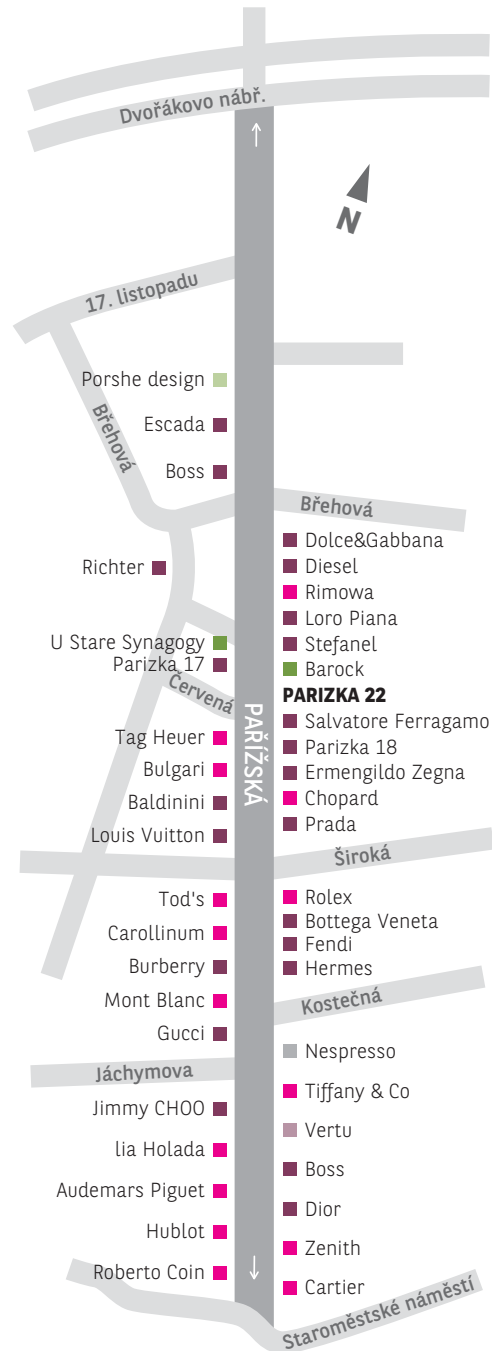 Dvořákovo nábř.
N
17. listopadu
Porshe design
Břehová
Escada
Boss
Břehová
Richter
Dolce&Gabbana
Diesel
Rimowa
Loro Piana
Stefanel
Barock
PARIZKA 22
U Stare Synagogy
Parizka 17
Červená
PAŘÍŽSKÁ
Salvatore Ferragamo
Parizka 18
Ermengildo Zegna
Chopard
Prada
Tag Heuer
Bulgari
Baldinini
Louis Vuitton
Široká
Tod's
Carollinum
Burberry
Mont Blanc
Gucci
Rolex
Bottega Veneta
Fendi
Hermes
Kostečná
Jáchymova
Nespresso
Tiffany & Co
Vertu
Boss
Dior
Zenith
Cartier
Jimmy CHOO
lia Holada
Audemars Piguet
Hublot
Roberto Coin
Staroměstské náměstí